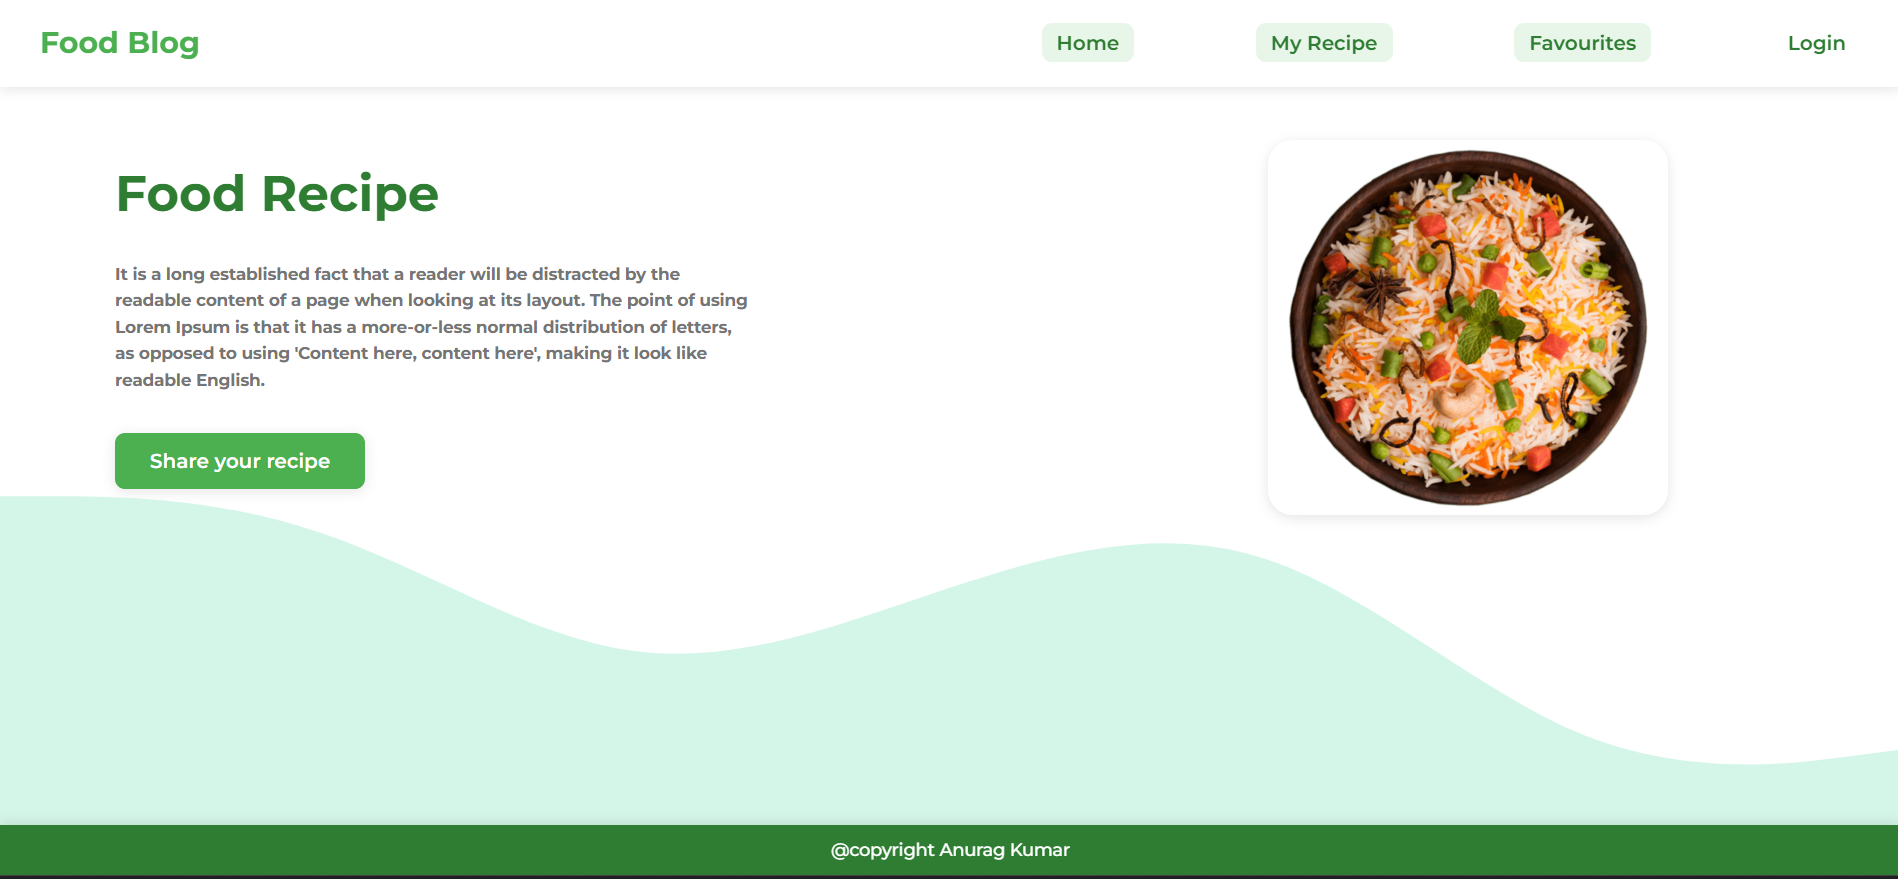 Food Blog
Home
My Recipe
Favourites
Login
Food Recipe
It is a long established fact that a reader will be distracted by the
readable content of a page when looking at its layout. The point of using
Lorem Ipsum is that it has a more-or-less normal distribution of letters,
as opposed to using 'Content here, content here', making it look like
readable English.
Share your recipe
@copyright Anurag Kumar